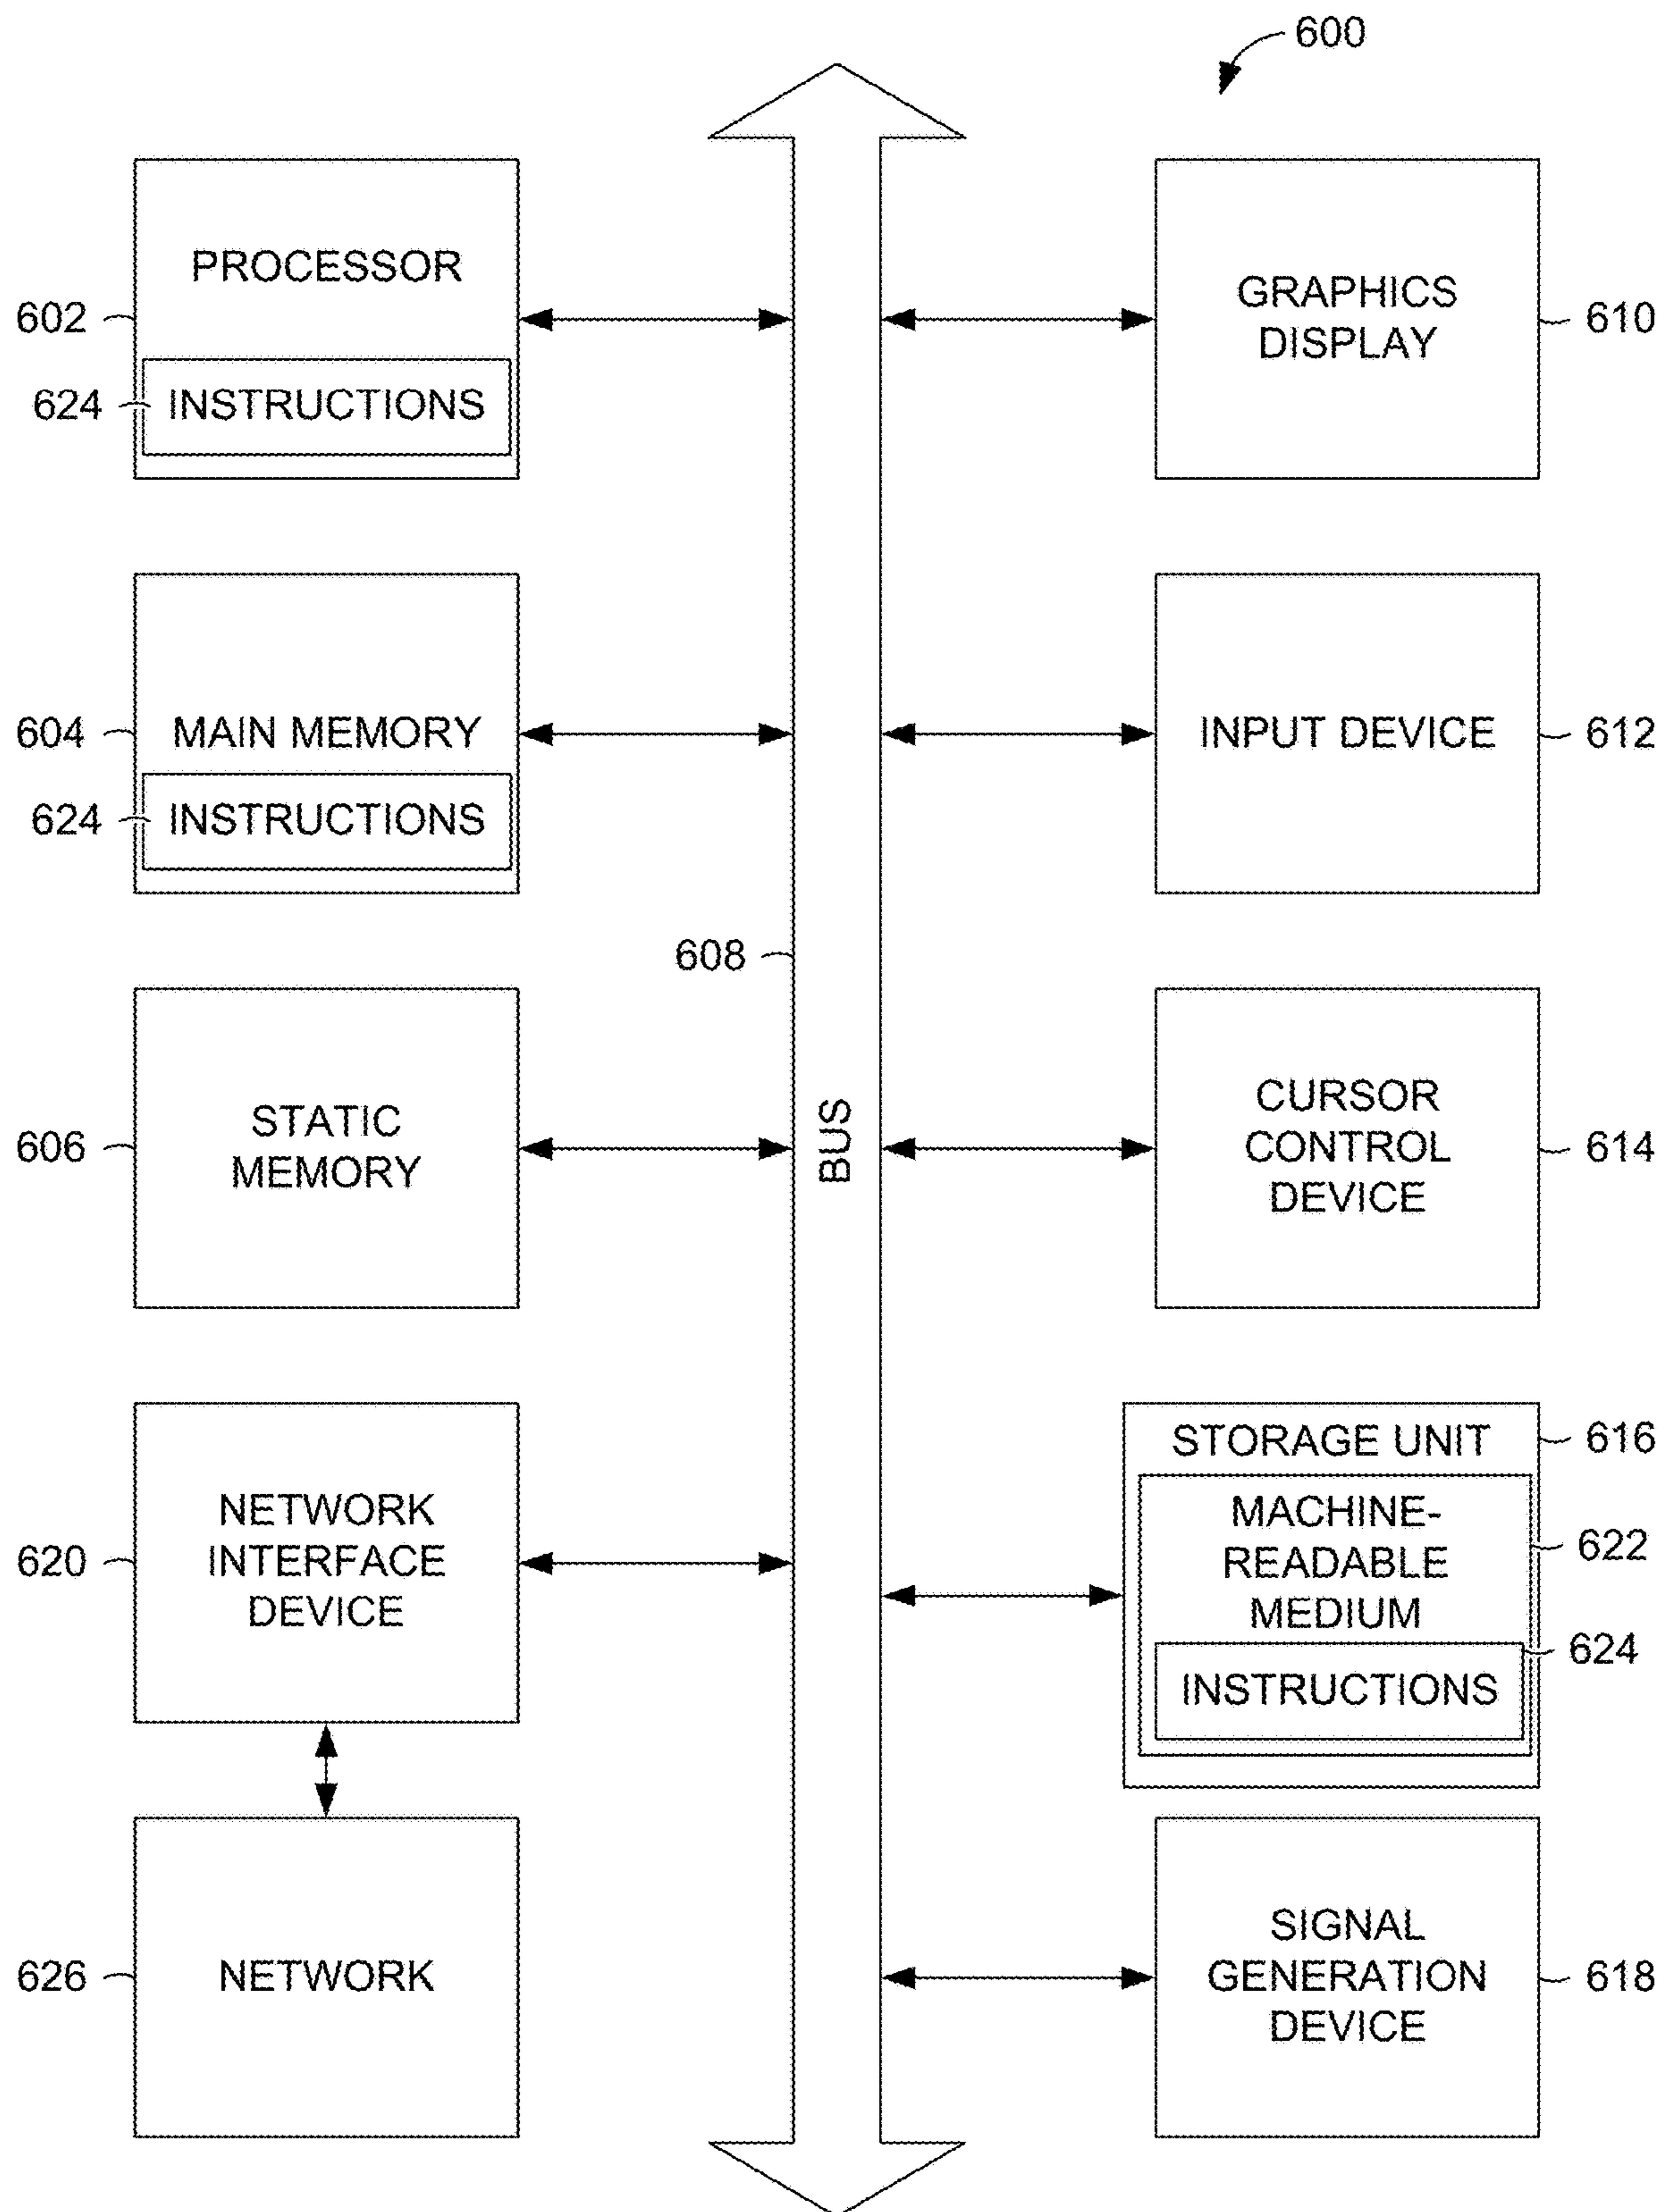 600
PROCESSOR
602
624
INSTRUCTIONS
GRAPHICS
DISPLAY
610
604
MAIN MEMORY
624
INSTRUCTIONS
INPUT DEVICE
612
608
BUS
606
STATIC
MEMORY
CURSOR
CONTROL
DEVICE
614
620
NETWORK
INTERFACE
DEVICE
STORAGE UNIT
616
MACHINE-
READABLE
MEDIUM
622
624
INSTRUCTIONS
626
NETWORK
SIGNAL
GENERATION
DEVICE
618